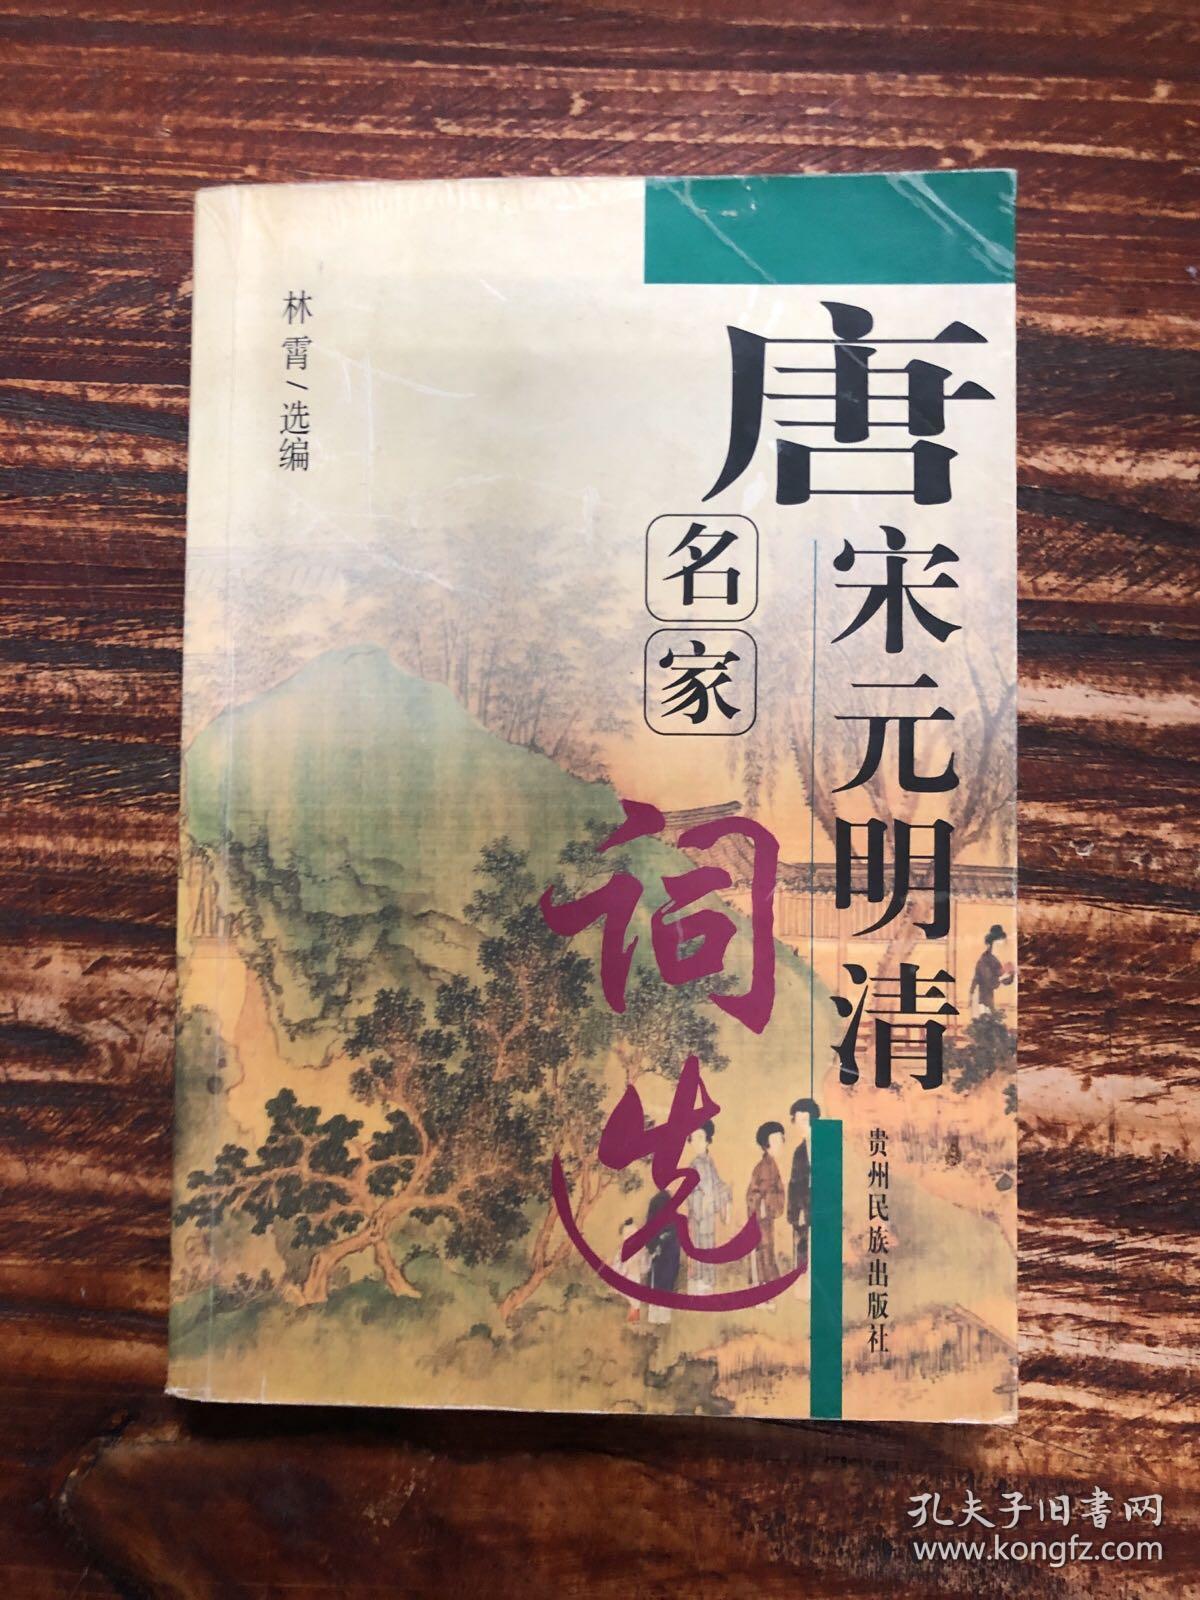 唐宋元明清
名家
词选
林霄/选编
贵州民族出版社
孔夫子旧书网
www.kongfz.com